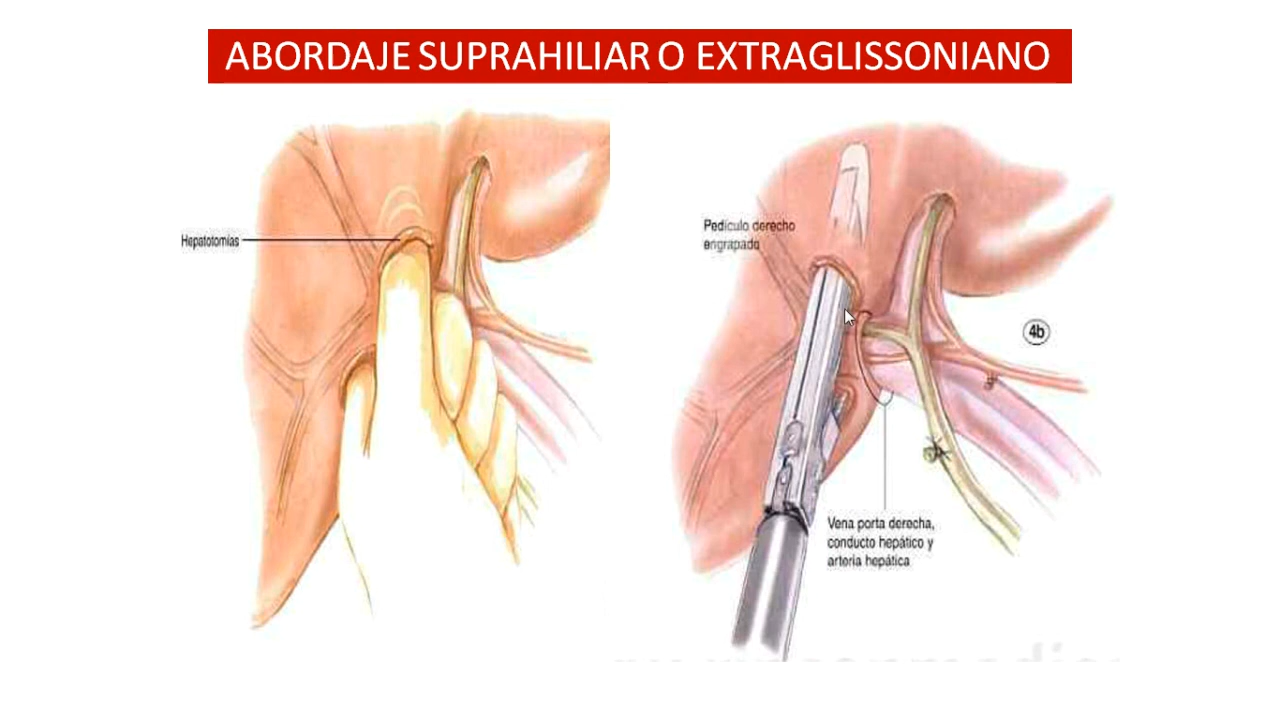 ABORDAJE SUPRAHILIAR O EXTRAGLISSONIANO
Hepatotomías
Pedículo derecho
engrapado
4b
Vena porta derecha,
conducto hepático y
arteria hepática